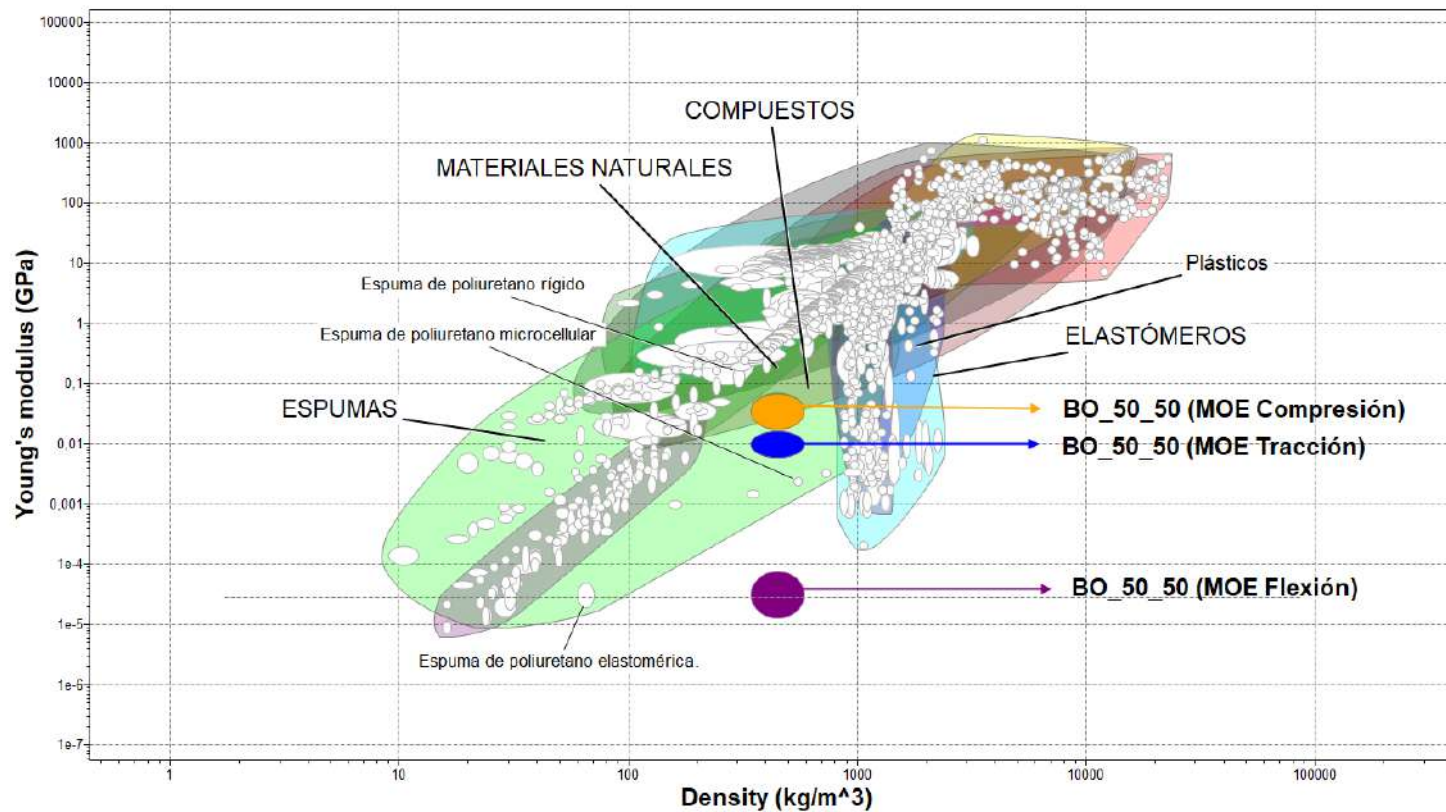 100000
10000
1000
100
10
1
0,1
0,01
0,001
1e-4
1e-5
1e-6
1e-7
Young's modulus (GPa)
COMPUESTOS
MATERIALES NATURALES
Espuma de poliuretano rígido
Plásticos
Espuma de poliuretano microcellular
ELASTÓMEROS
ESPUMAS
BO_50_50 (MOE Compresión)
BO_50_50 (MOE Tracción)
BO_50_50 (MOE Flexión)
Espuma de poliuretano elastomérica.
1
10
100
1000
10000
100000
Density (kg/m^3)